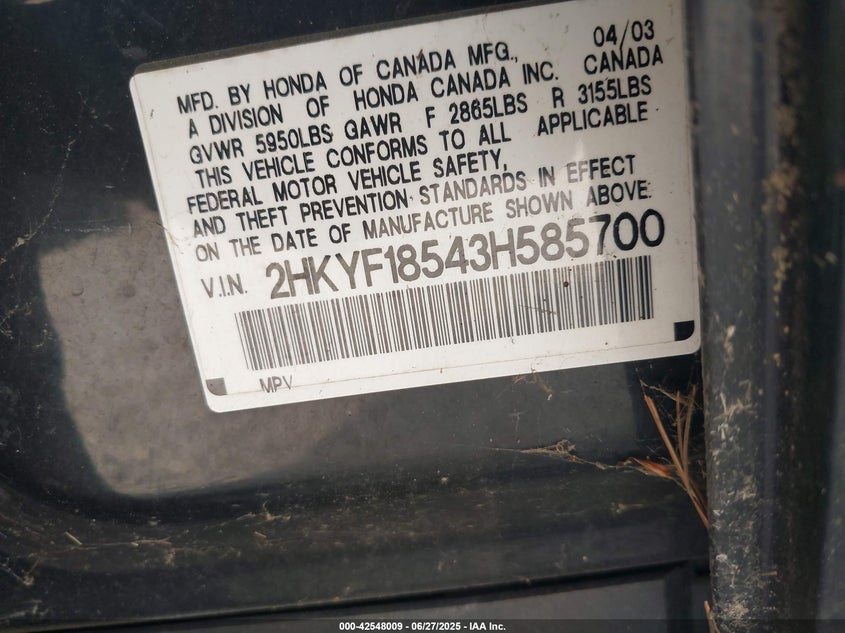 MFD. BY HONDA OF CANADA MFG., 04/03
A DIVISION OF HONDA CANADA INC. CANADA
GVWR 5950LBS GAWR F 2865LBS R 3155LBS
THIS VEHICLE CONFORMS TO ALL APPLICABLE
FEDERAL MOTOR VEHICLE SAFETY,
AND THEFT PREVENTION STANDARDS IN EFFECT
ON THE DATE OF MANUFACTURE SHOWN ABOVE.
V.I.N. 2HKYF18543H585700
MPV
000-42548009 - 06/27/2025 - IAA Inc.